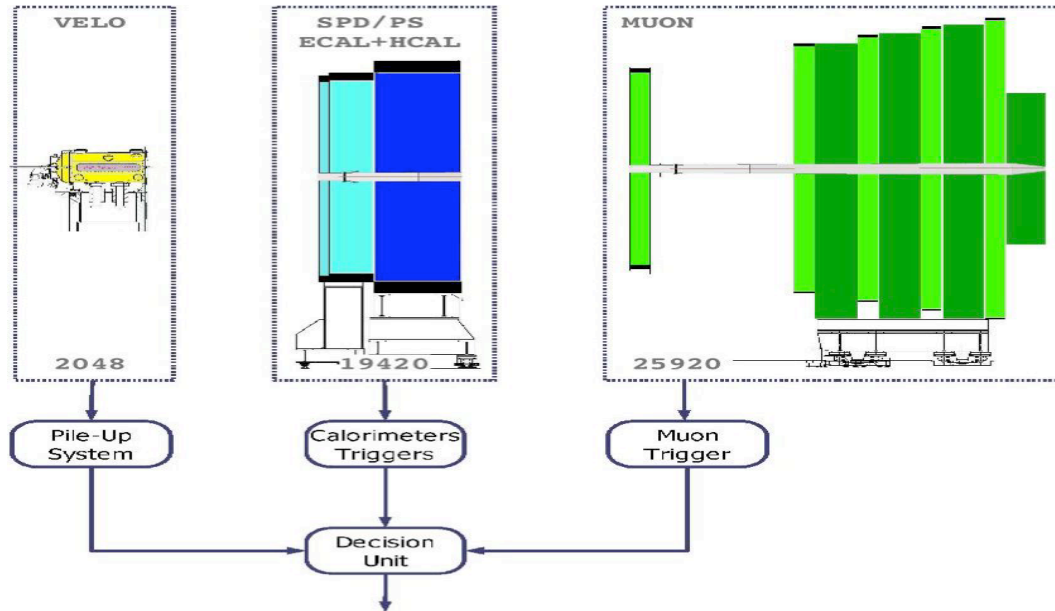 VELO
SPD/PS
ECAL+HCAL
MUON
2048
19420
25920
Pile-Up
System
Calorimeters
Triggers
Muon
Trigger
Decision
Unit